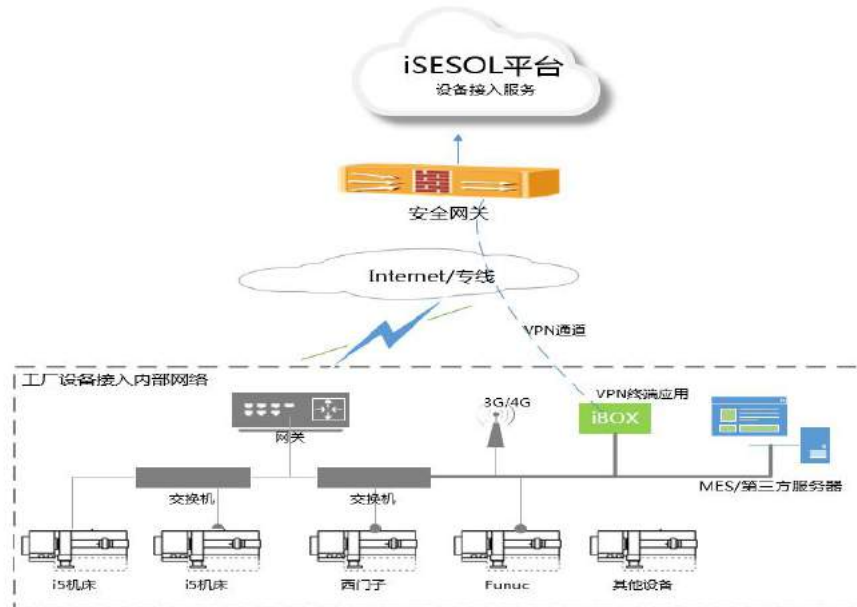 iSESOL平台
设备接入服务
安全网关
Internet/专线
VPN通道
工厂设备接入内部网络
3G/4G
VPN终端应用
iBOX
网关
交换机
交换机
MES/第三方服务器
i5机床
i5机床
西门子
Funuc
其他设备